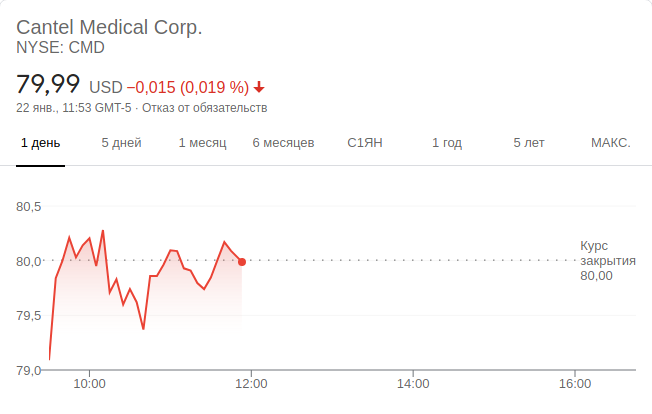 Cantel Medical Corp.
NYSE: CMD
79,99 USD −0,015 (0,019 %)
22 янв., 11:53 GMT-5 · Отказ от обязательств
1 день 5 дней 1 месяц 6 месяцев С1ЯН 1 год 5 лет МАКС.
80,5
80,0
79,5
79,0
Курс
закрытия
80,00
10:00 12:00 14:00 16:00